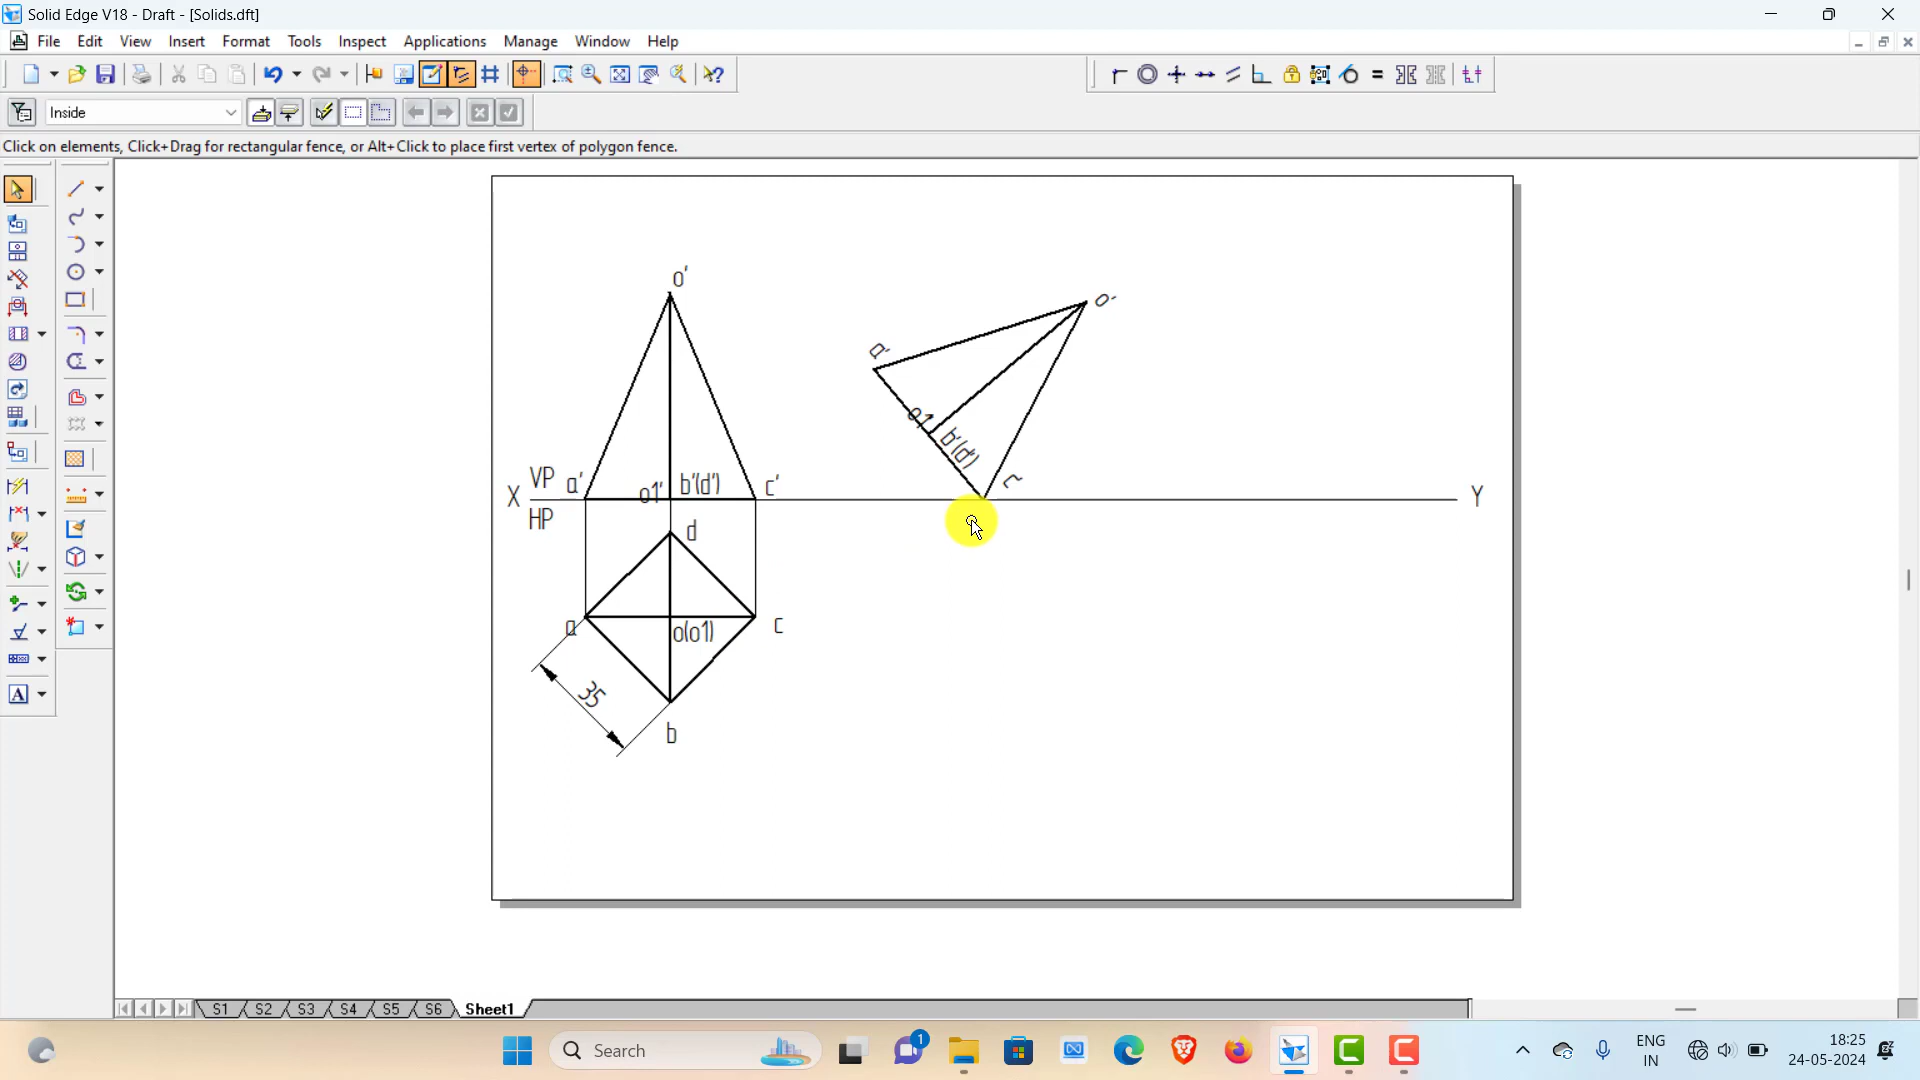 Solid Edge V18 - Draft - [Solids.dft]
File Edit View Insert Format Tools Inspect Applications Manage Window Help
Inside
Click on elements, Click+Drag for rectangular fence, or Alt+Click to place first vertex of polygon fence.
o'
o'
a'
o1'
b'(d')
c'
X VP a' o1' b'(d') c' Y
HP
d
a o(o1) c
35
b
S1 S2 S3 S4 S5 S6 Sheet1
Search
1
ENG
IN
18:25
24-05-2024